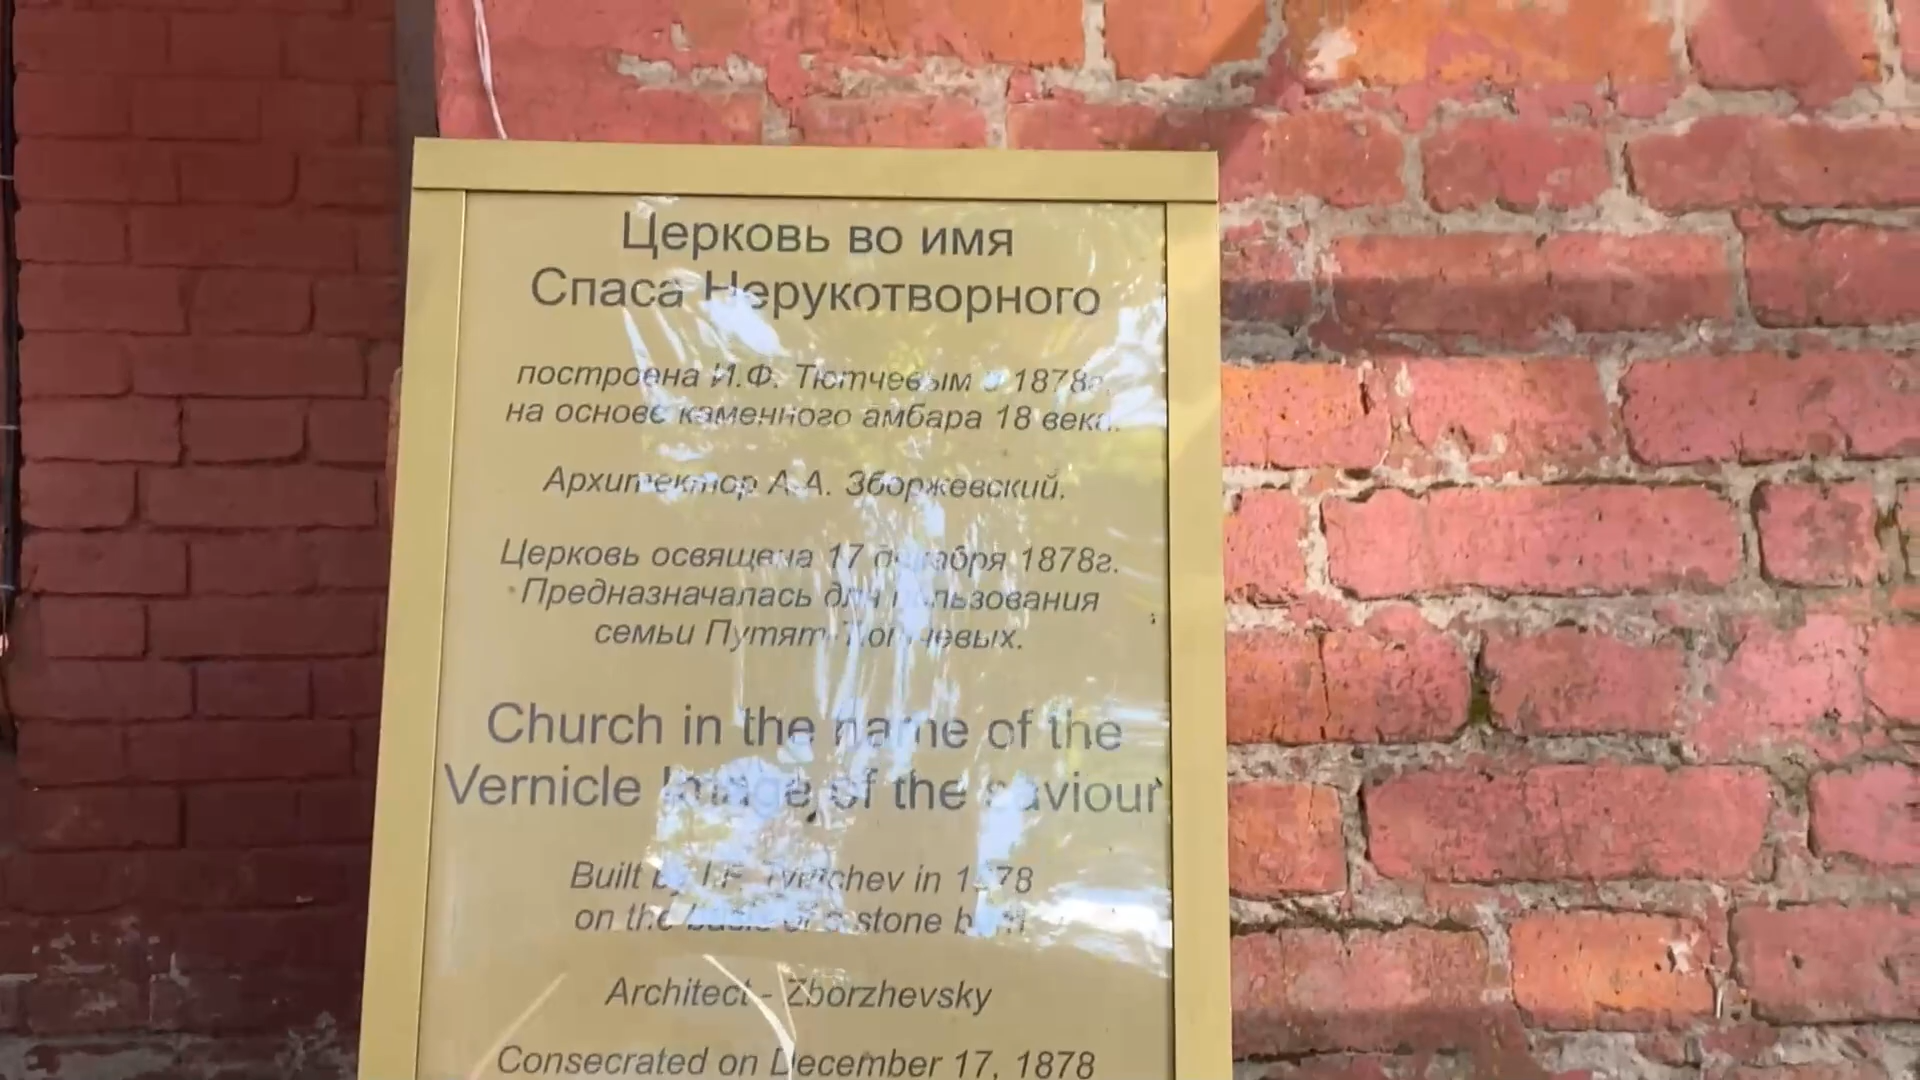 Церковь во имя
Спаса Нерукотворного
построена И.Ф. Тютчевым в 1878г.
на основе каменного амбара 18 века.
Архитектор А.А. Зборжевский.
Церковь освящена 17 декабря 1878г.
Предназначалась для пользования
семьи Путят-Тютчевых.
Church in the name of the
Vernicle Image of the saviour
Built by I.F. Tyutchev in 1878
on the basis of a stone barn
Architect - Zborzhevsky
Consecrated on December 17, 1878